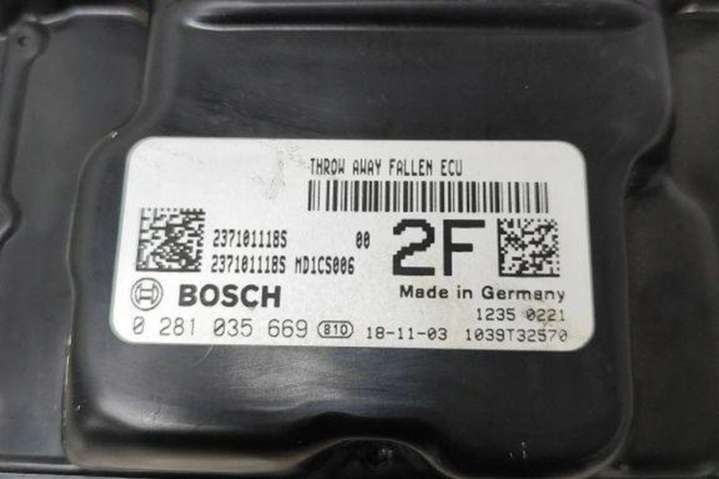 THROW AWAY FALLEN ECU
237101118S 00 2F
237101118S MD1CS006
BOSCH Made in Germany
1235 0221
0 281 035 669 810 18-11-03 1039T32570